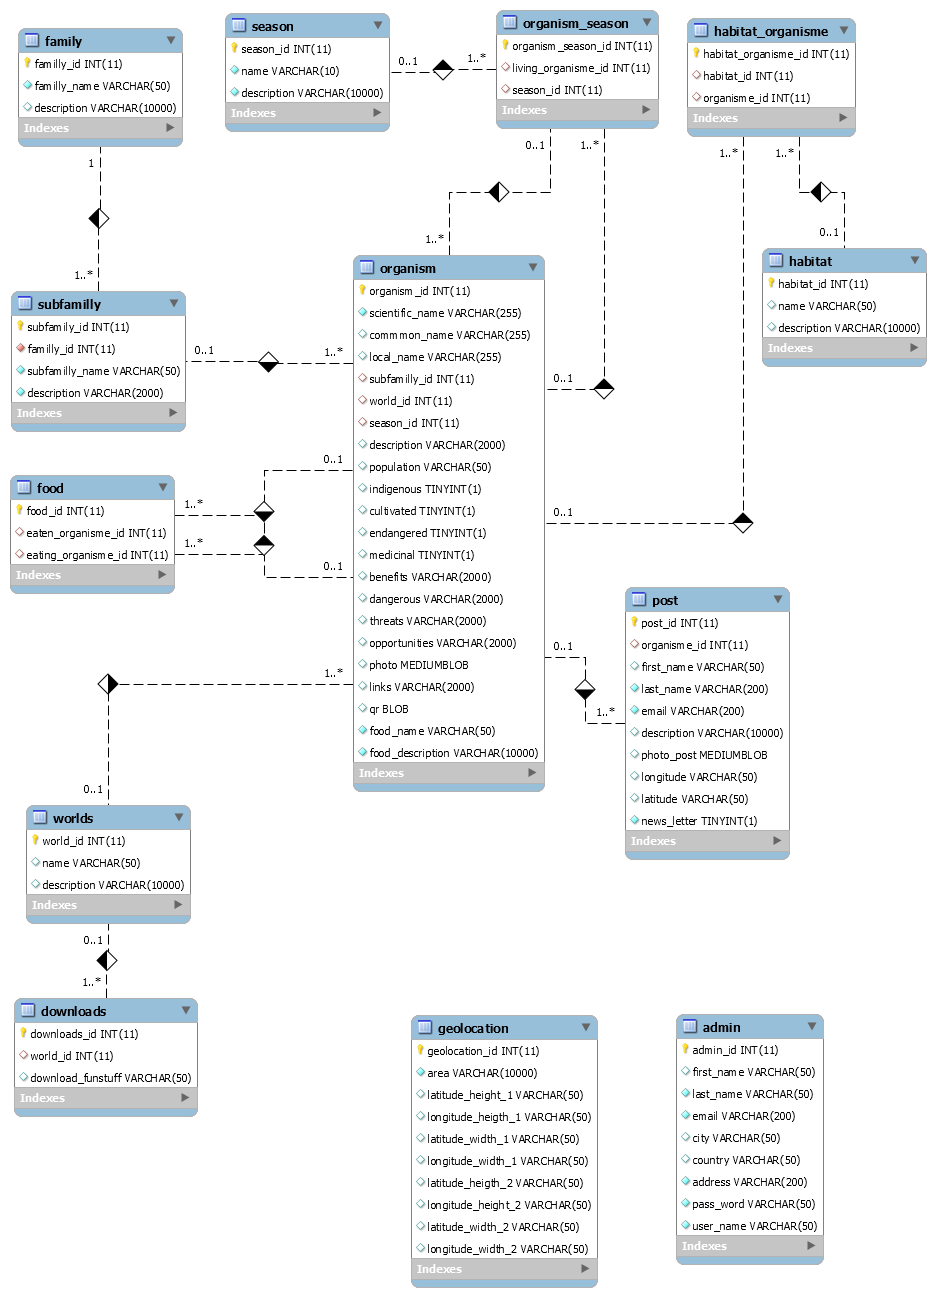 family
familly_id INT(11)
familly_name VARCHAR(50)
description VARCHAR(10000)
Indexes
season
season_id INT(11)
name VARCHAR(10)
description VARCHAR(10000)
Indexes
0..1
1..*
organism_season
organism_season_id INT(11)
living_organisme_id INT(11)
season_id INT(11)
Indexes
habitat_organisme
habitat_organisme_id INT(11)
habitat_id INT(11)
organisme_id INT(11)
Indexes
1
1..*
0..1
1..*
1..*
1..*
1..*
0..1
subfamilly
subfamily_id INT(11)
familly_id INT(11)
subfamilly_name VARCHAR(50)
description VARCHAR(2000)
Indexes
0..1
1..*
organism
organism_id INT(11)
scientific_name VARCHAR(255)
commmon_name VARCHAR(255)
local_name VARCHAR(255)
subfamilly_id INT(11)
world_id INT(11)
season_id INT(11)
description VARCHAR(2000)
population VARCHAR(50)
indigenous TINYINT(1)
cultivated TINYINT(1)
endangered TINYINT(1)
medicinal TINYINT(1)
benefits VARCHAR(2000)
dangerous VARCHAR(2000)
threats VARCHAR(2000)
opportunities VARCHAR(2000)
photo MEDIUMBLOB
links VARCHAR(2000)
qr BLOB
food_name VARCHAR(50)
food_description VARCHAR(10000)
Indexes
habitat
habitat_id INT(11)
name VARCHAR(50)
description VARCHAR(10000)
Indexes
0..1
0..1
food
food_id INT(11)
eaten_organisme_id INT(11)
eating_organisme_id INT(11)
Indexes
0..1
1..*
1..*
0..1
0..1
1..*
post
post_id INT(11)
organisme_id INT(11)
first_name VARCHAR(50)
last_name VARCHAR(200)
email VARCHAR(200)
description VARCHAR(10000)
photo_post MEDIUMBLOB
longitude VARCHAR(50)
latitude VARCHAR(50)
news_letter TINYINT(1)
Indexes
1..*
0..1
worlds
world_id INT(11)
name VARCHAR(50)
description VARCHAR(10000)
Indexes
0..1
1..*
downloads
downloads_id INT(11)
world_id INT(11)
download_funstuff VARCHAR(50)
Indexes
geolocation
geolocation_id INT(11)
area VARCHAR(10000)
latitude_height_1 VARCHAR(50)
longitude_heigth_1 VARCHAR(50)
latitude_width_1 VARCHAR(50)
longitude_width_1 VARCHAR(50)
latitude_heigth_2 VARCHAR(50)
longitude_height_2 VARCHAR(50)
latitude_width_2 VARCHAR(50)
longitude_width_2 VARCHAR(50)
Indexes
admin
admin_id INT(11)
first_name VARCHAR(50)
last_name VARCHAR(50)
email VARCHAR(200)
city VARCHAR(50)
country VARCHAR(50)
address VARCHAR(200)
pass_word VARCHAR(50)
user_name VARCHAR(50)
Indexes